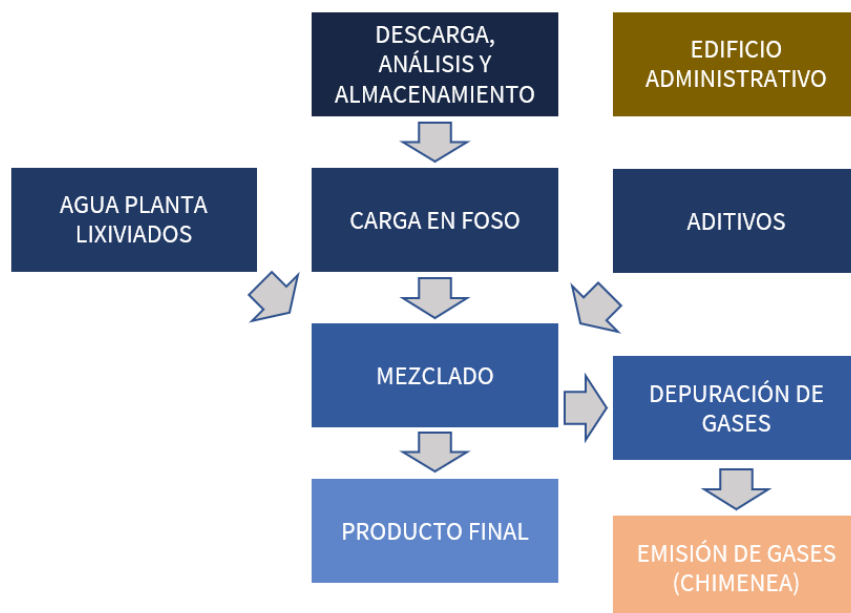 DESCARGA,
ANÁLISIS Y
ALMACENAMIENTO
EDIFICIO
ADMINISTRATIVO
AGUA PLANTA
LIXIVIADOS
CARGA EN FOSO
ADITIVOS
MEZCLADO
DEPURACIÓN DE
GASES
PRODUCTO FINAL
EMISIÓN DE GASES
(CHIMENEA)